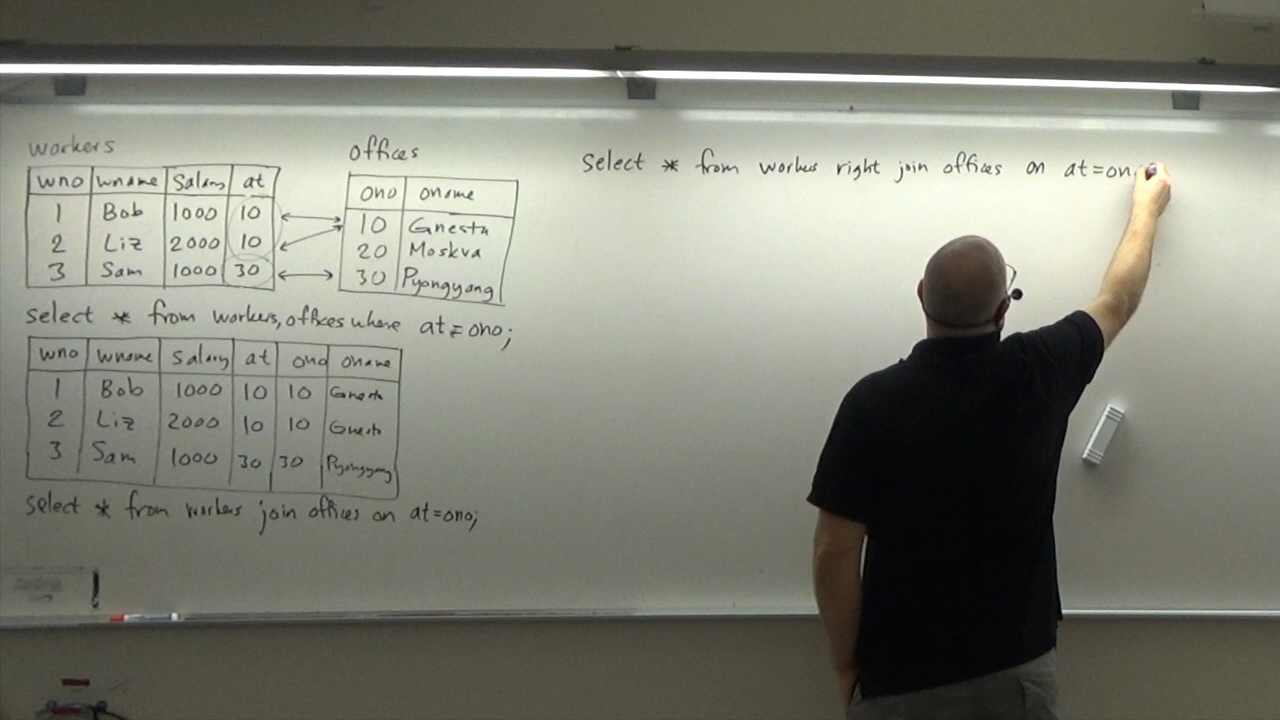 workers
wno wname Salary at
1 Bob 1000 10
2 Liz 2000 10
3 Sam 1000 30
offices
ono oname
10 Gnesta
20 Moskva
30 Pyongyang
select * from workers, offices where at = ono;
wno wname Salary at ono oname
1 Bob 1000 10 10 Gnesta
2 Liz 2000 10 10 Gnesta
3 Sam 1000 30 30 Pyongyang
select * from workers join offices on at=ono;
Select * from workers right join offices on at=on